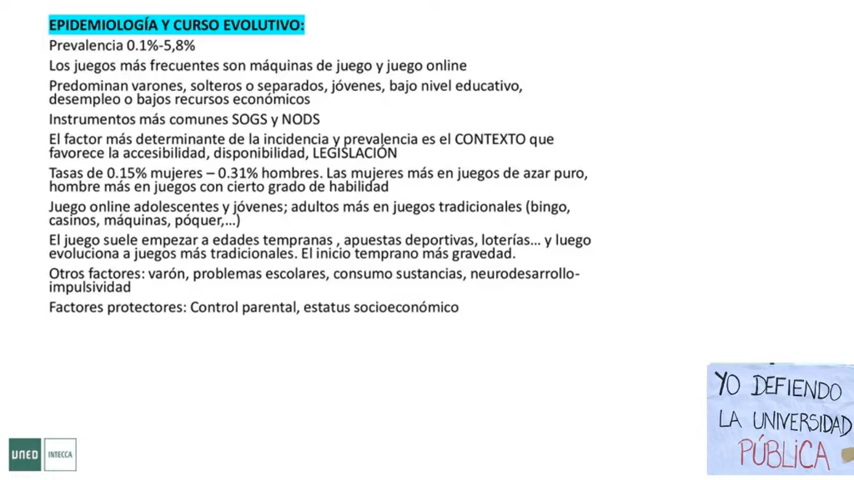 EPIDEMIOLOGÍA Y CURSO EVOLUTIVO:
Prevalencia 0.1%-5,8%
Los juegos más frecuentes son máquinas de juego y juego online
Predominan varones, solteros o separados, jóvenes, bajo nivel educativo,
desempleo o bajos recursos económicos
Instrumentos más comunes SOGS y NODS
El factor más determinante de la incidencia y prevalencia es el CONTEXTO que
favorece la accesibilidad, disponibilidad, LEGISLACIÓN
Tasas de 0.15% mujeres – 0.31% hombres. Las mujeres más en juegos de azar puro,
hombre más en juegos con cierto grado de habilidad
Juego online adolescentes y jóvenes; adultos más en juegos tradicionales (bingo,
casinos, máquinas, póquer,...)
El juego suele empezar a edades tempranas , apuestas deportivas, loterías... y luego
evoluciona a juegos más tradicionales. El inicio temprano más gravedad.
Otros factores: varón, problemas escolares, consumo sustancias, neurodesarrollo-
impulsividad
Factores protectores: Control parental, estatus socioeconómico
UNED INTECCA
YO DEFIENDO
LA UNIVERSIDAD
PÚBLICA